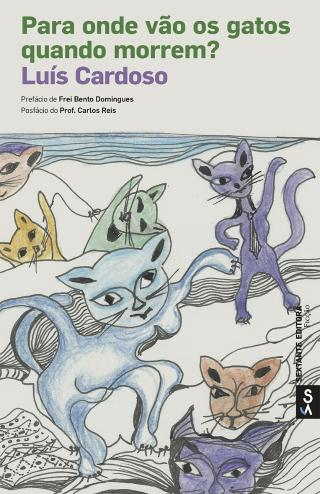 Para onde vão os gatos
quando morrem?
Luís Cardoso
Prefácio de Frei Bento Domingues
Posfácio do Prof. Carlos Reis
SEXTANTE EDITORA
FICÇÃO